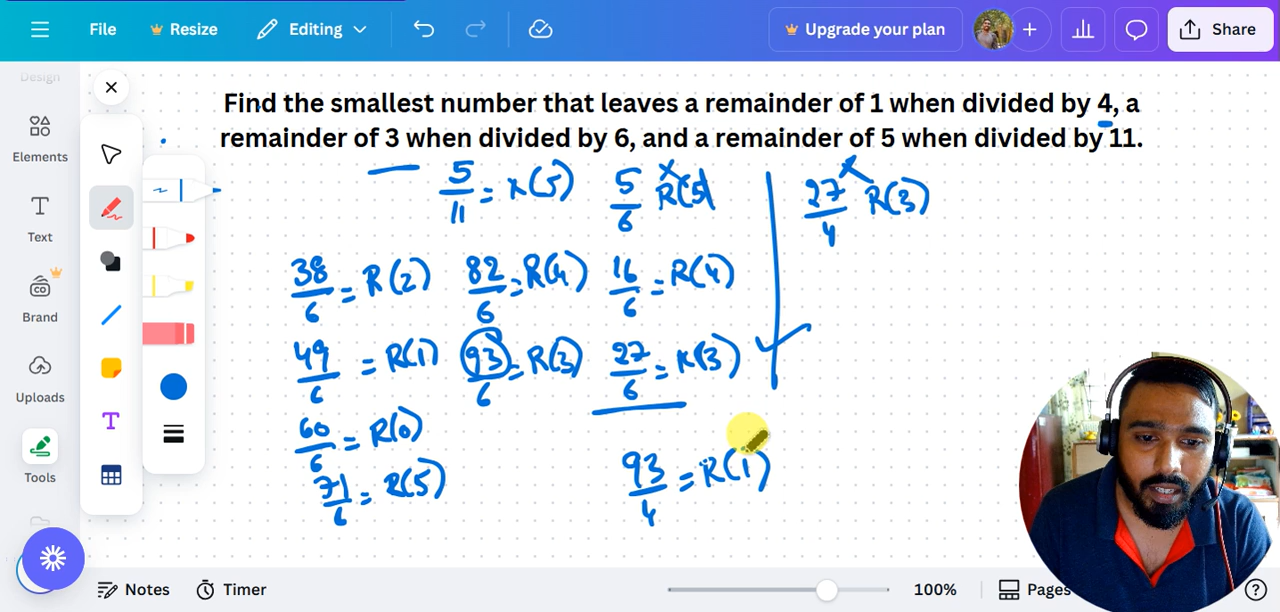 File Resize Editing Upgrade your plan + Share
Design
Elements
Text
Brand
Uploads
Tools
Find the smallest number that leaves a remainder of 1 when divided by 4, a
remainder of 3 when divided by 6, and a remainder of 5 when divided by 11.
5/11 = R(5) 5/6 R(5) 27/4 R(3)
38/6 = R(2) 82/6 = R(4) 16/6 = R(4)
49/6 = R(1) 93/6 = R(3) 27/6 = R(3)
60/6 = R(0)
71/6 = R(5) 93/4 = R(1)
Notes Timer 100% Pages ?